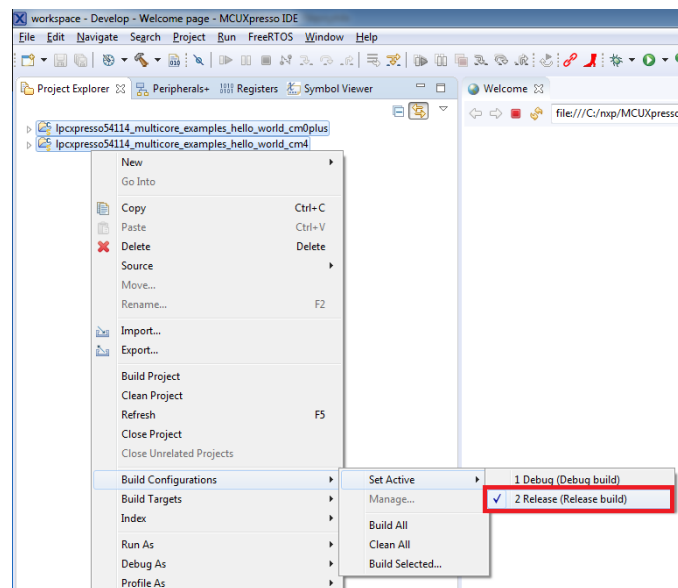 workspace - Develop - Welcome page - MCUXpresso IDE
File Edit Navigate Search Project Run FreeRTOS Window Help
Project Explorer Peripherals+ Registers Symbol Viewer
Welcome
file:///C:/nxp/MCUXpresso
lpcxpresso54114_multicore_examples_hello_world_cm0plus
lpcxpresso54114_multicore_examples_hello_world_cm4
New
Go Into
Copy Ctrl+C
Paste Ctrl+V
Delete Delete
Source
Move...
Rename... F2
Import...
Export...
Build Project
Clean Project
Refresh F5
Close Project
Close Unrelated Projects
Build Configurations
Build Targets
Index
Run As
Debug As
Profile As
Set Active
Manage...
Build All
Clean All
Build Selected...
1 Debug (Debug build)
2 Release (Release build)